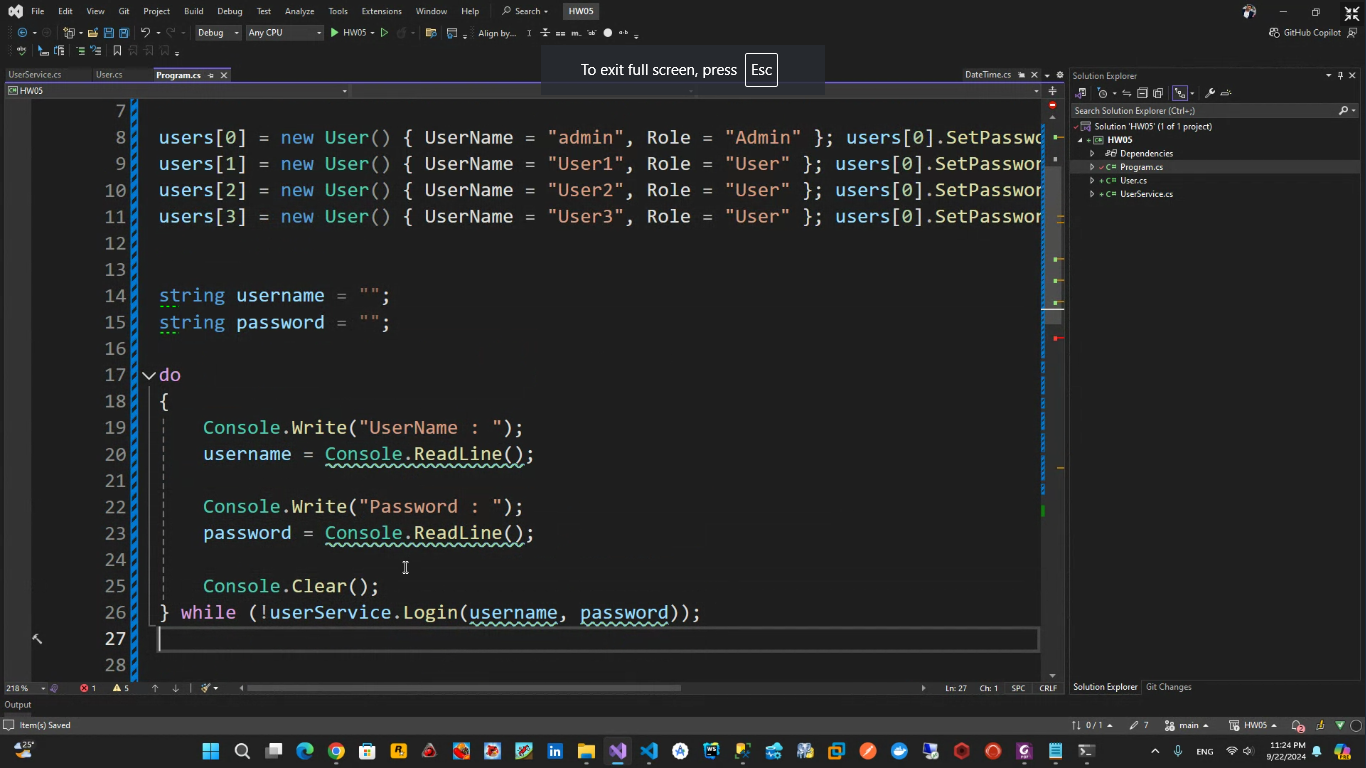 File Edit View Git Project Build Debug Test Analyze Tools Extensions Window Help Search HW05
Debug Any CPU HW05 Align by... GitHub Copilot
To exit full screen, press Esc
UserService.cs User.cs Program.cs DateTime.cs Solution Explorer
HW05
Search Solution Explorer (Ctrl+;)
Solution 'HW05' (1 of 1 project)
HW05
Dependencies
Program.cs
User.cs
UserService.cs
7
8 users[0] = new User() { UserName = "admin", Role = "Admin" }; users[0].SetPasswo
9 users[1] = new User() { UserName = "User1", Role = "User" }; users[0].SetPasswor
10 users[2] = new User() { UserName = "User2", Role = "User" }; users[0].SetPasswor
11 users[3] = new User() { UserName = "User3", Role = "User" }; users[0].SetPasswor
12
13
14 string username = "";
15 string password = "";
16
17 do
18 {
19 Console.Write("UserName : ");
20 username = Console.ReadLine();
21
22 Console.Write("Password : ");
23 password = Console.ReadLine();
24
25 Console.Clear();
26 } while (!userService.Login(username, password));
27
28
218 % 1 5 Ln: 27 Ch: 1 SPC CRLF Solution Explorer Git Changes
Output
Item(s) Saved 0 / 1 7 main HW05 2
25° ENG 11:24 PM
9/22/2024